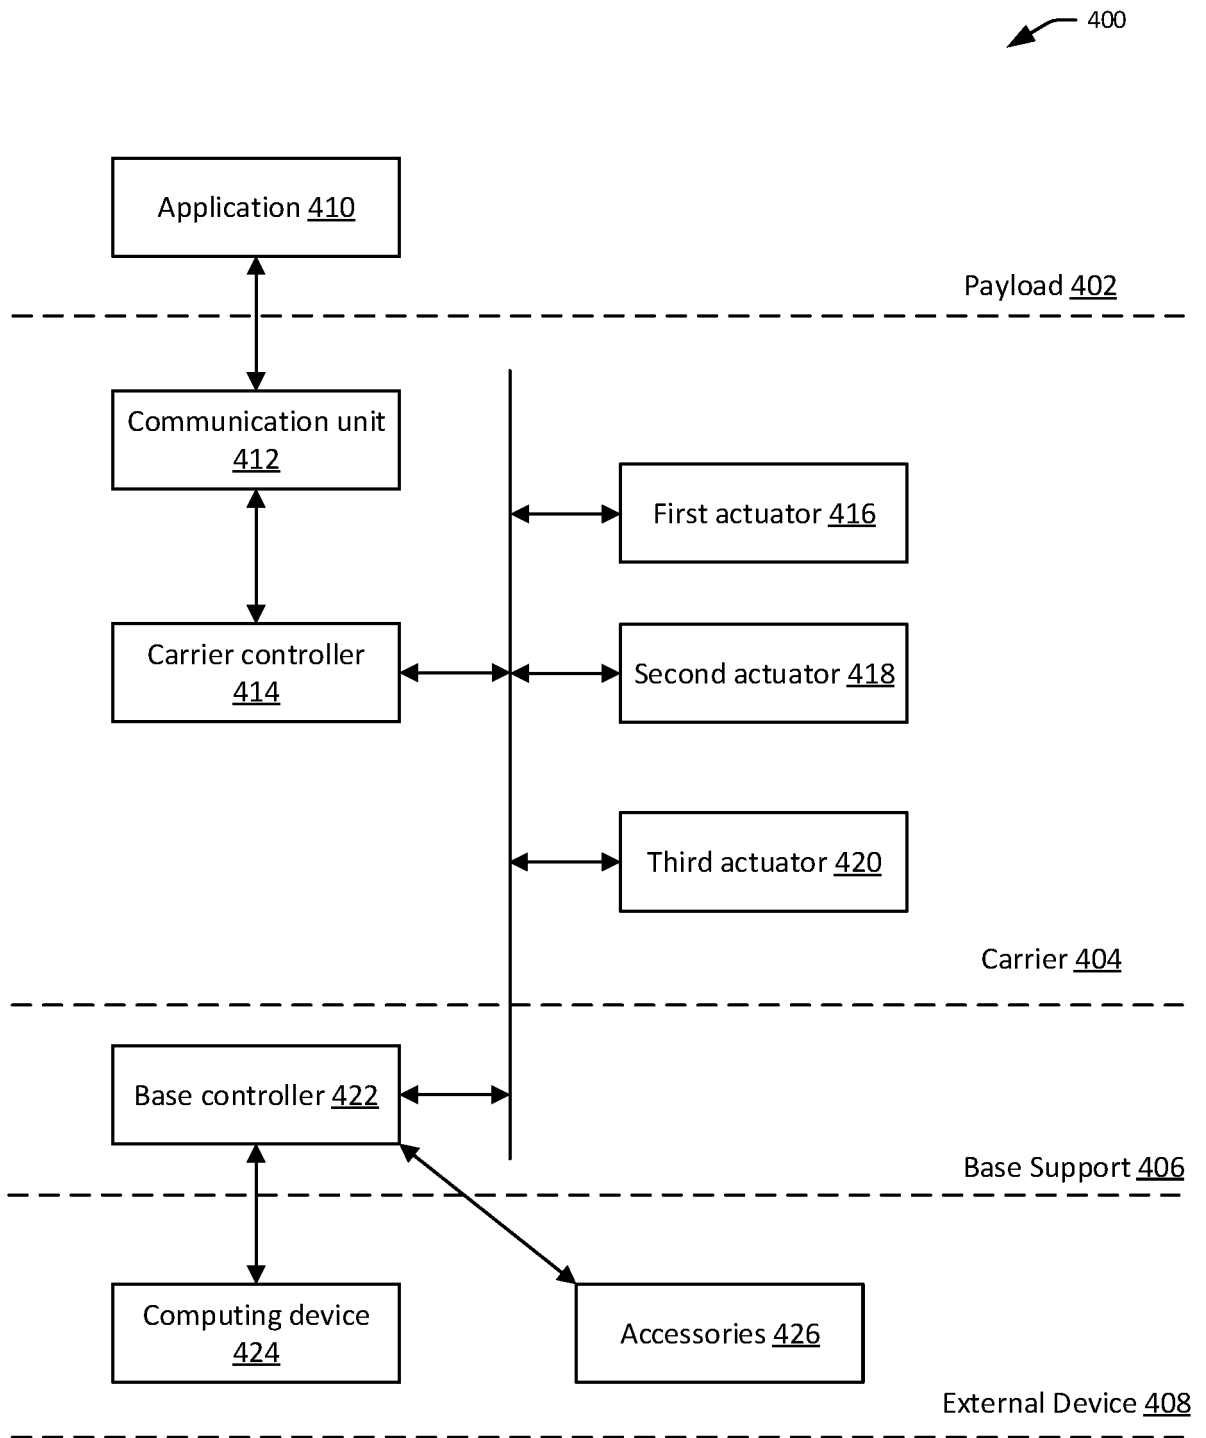 400
Application 410
Payload 402
Communication unit
412
First actuator 416
Carrier controller
414
Second actuator 418
Third actuator 420
Carrier 404
Base controller 422
Base Support 406
Computing device
424
Accessories 426
External Device 408